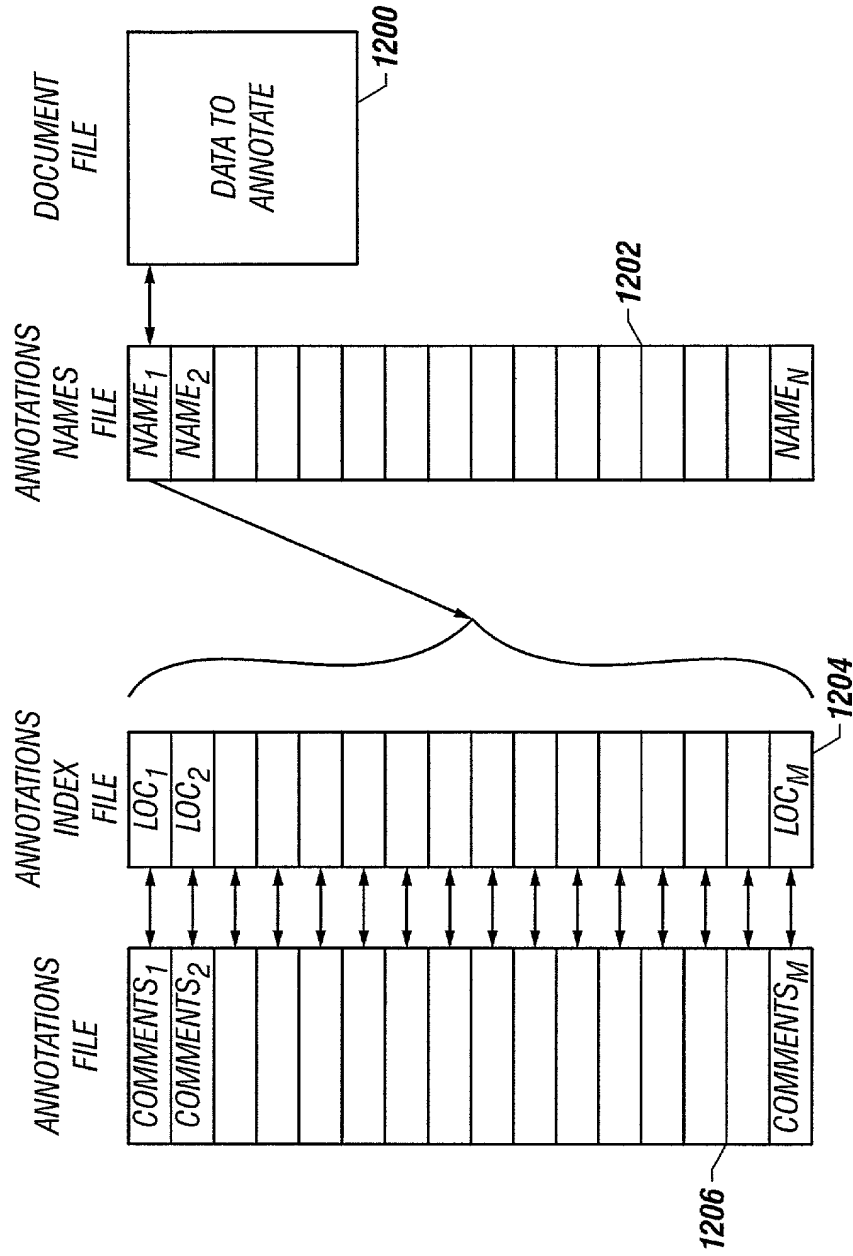 ANNOTATIONS
FILE
COMMENTS1
COMMENTS2
COMMENTSM
1206
ANNOTATIONS
INDEX
FILE
LOC1
LOC2
LOCM
1204
ANNOTATIONS
NAMES
FILE
NAME1
NAME2
NAMEN
1202
DOCUMENT
FILE
DATA TO
ANNOTATE
1200